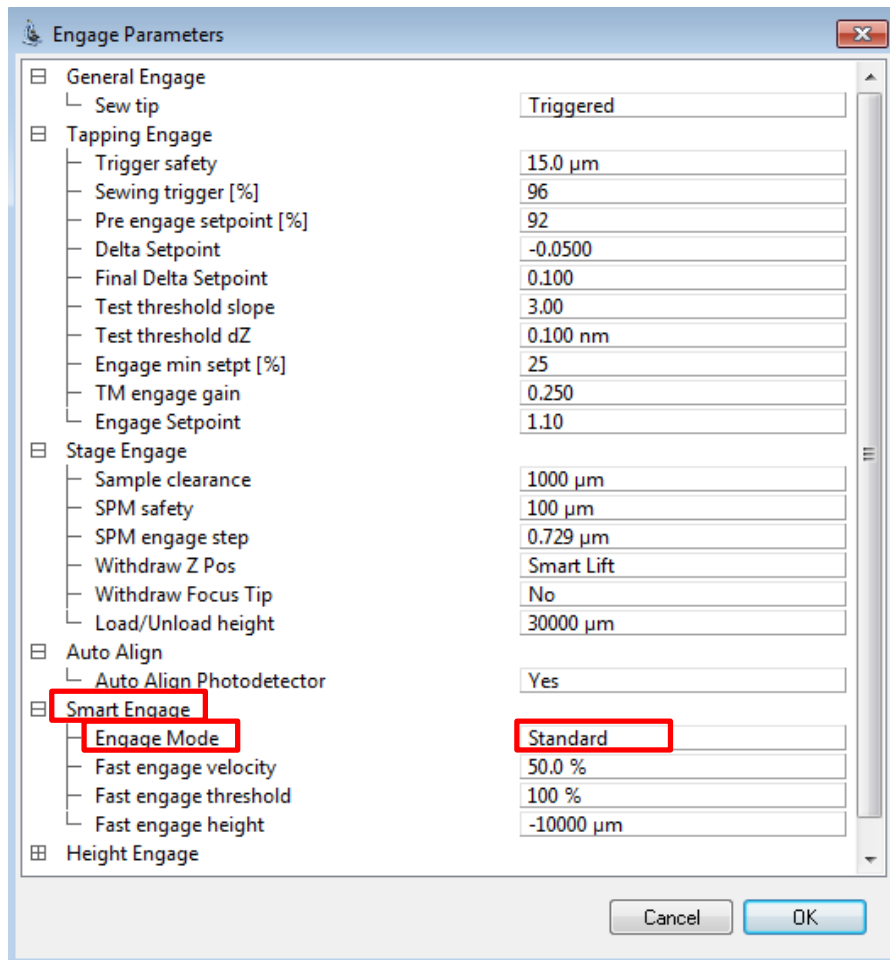 Engage Parameters
General Engage
Sew tip Triggered
Tapping Engage
Trigger safety 15.0 µm
Sewing trigger [%] 96
Pre engage setpoint [%] 92
Delta Setpoint -0.0500
Final Delta Setpoint 0.100
Test threshold slope 3.00
Test threshold dZ 0.100 nm
Engage min setpt [%] 25
TM engage gain 0.250
Engage Setpoint 1.10
Stage Engage
Sample clearance 1000 µm
SPM safety 100 µm
SPM engage step 0.729 µm
Withdraw Z Pos Smart Lift
Withdraw Focus Tip No
Load/Unload height 30000 µm
Auto Align
Auto Align Photodetector Yes
Smart Engage
Engage Mode Standard
Fast engage velocity 50.0 %
Fast engage threshold 100 %
Fast engage height -10000 µm
Height Engage
Cancel OK